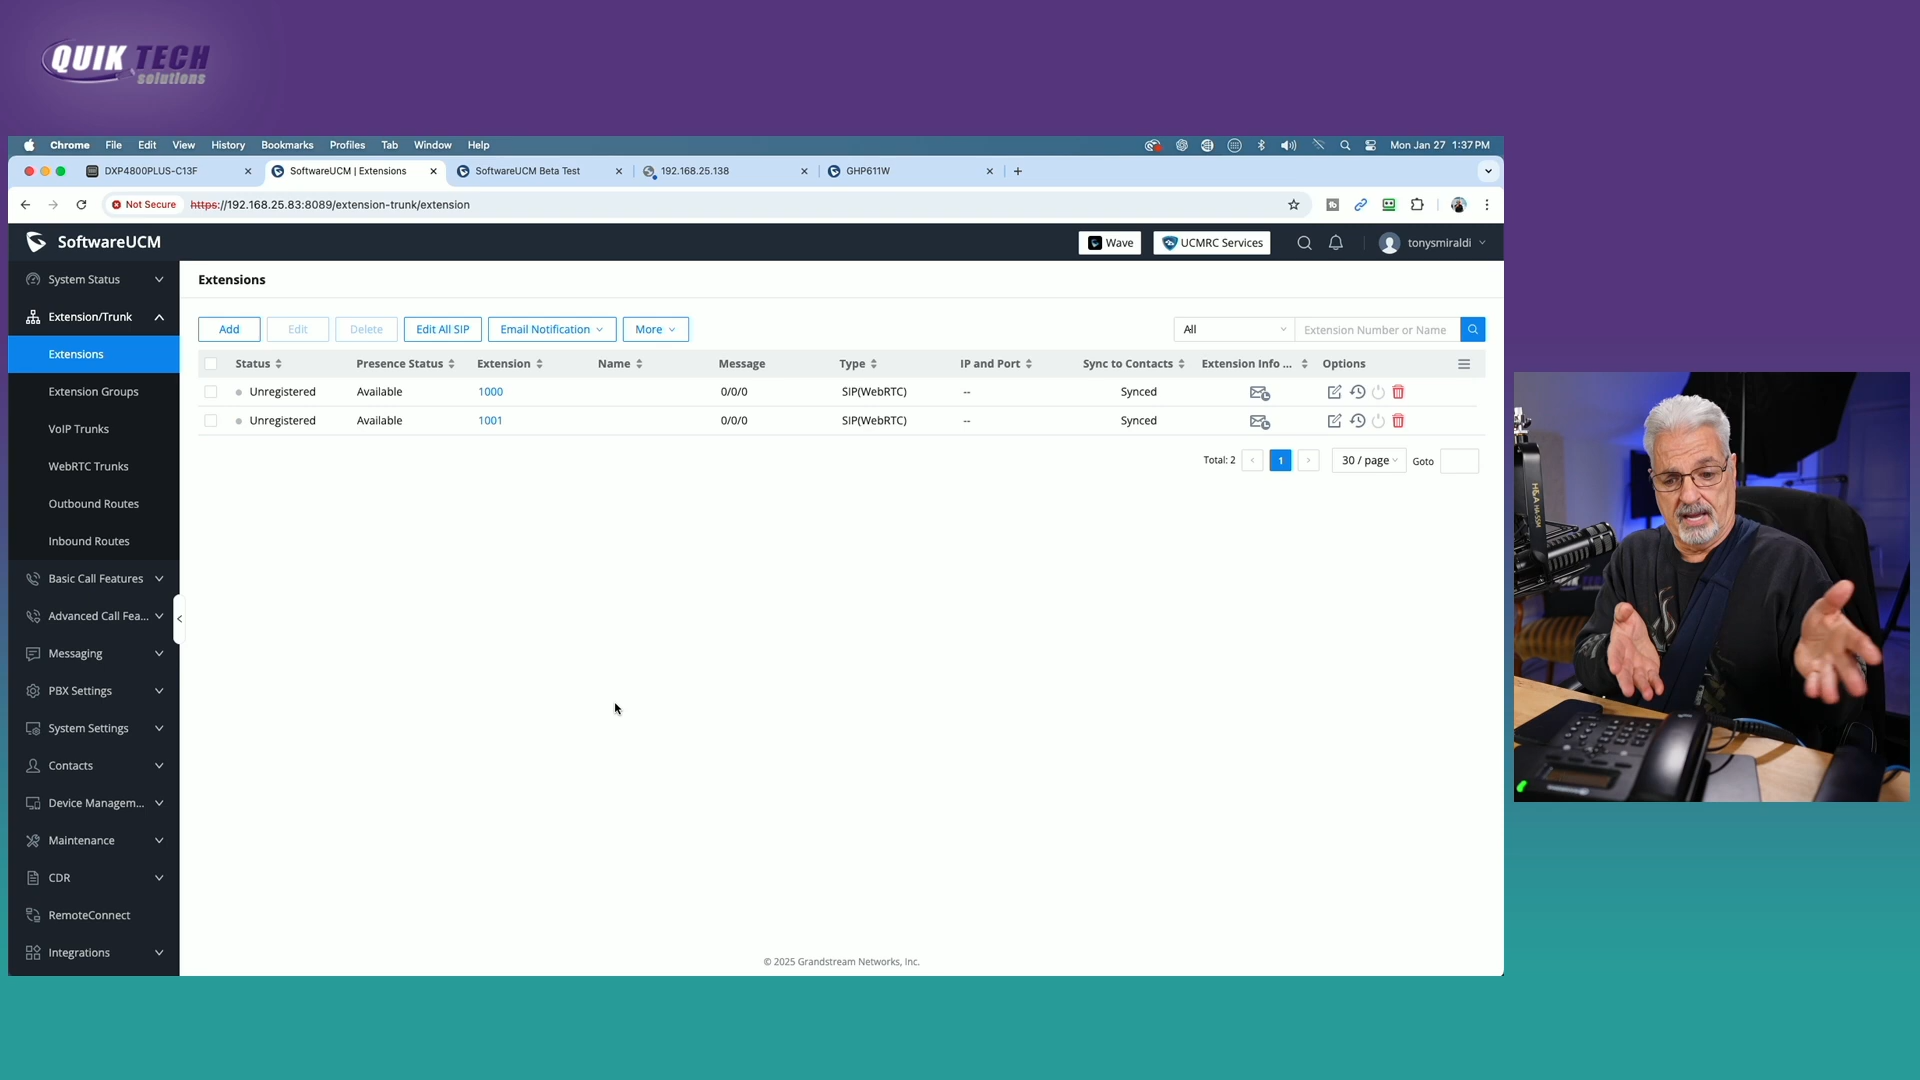 QUIK TECH
solutions
Chrome File Edit View History Bookmarks Profiles Tab Window Help Mon Jan 27 1:37 PM
DXP4800PLUS-C13F SoftwareUCM | Extensions SoftwareUCM Beta Test 192.168.25.138 GHP611W
Not Secure https://192.168.25.83:8089/extension-trunk/extension
SoftwareUCM Wave UCMRC Services tonysmiraldi
System Status
Extension/Trunk
Extensions
Extension Groups
VoIP Trunks
WebRTC Trunks
Outbound Routes
Inbound Routes
Basic Call Features
Advanced Call Fea...
Messaging
PBX Settings
System Settings
Contacts
Device Managem...
Maintenance
CDR
RemoteConnect
Integrations
Extensions
Add Edit Delete Edit All SIP Email Notification More All Extension Number or Name
Status Presence Status Extension Name Message Type IP and Port Sync to Contacts Extension Info ... Options
Unregistered Available 1000 0/0/0 SIP(WebRTC) -- Synced
Unregistered Available 1001 0/0/0 SIP(WebRTC) -- Synced
Total: 2 < 1 > 30 / page Goto
© 2025 Grandstream Networks, Inc.
H&A HA-SSM